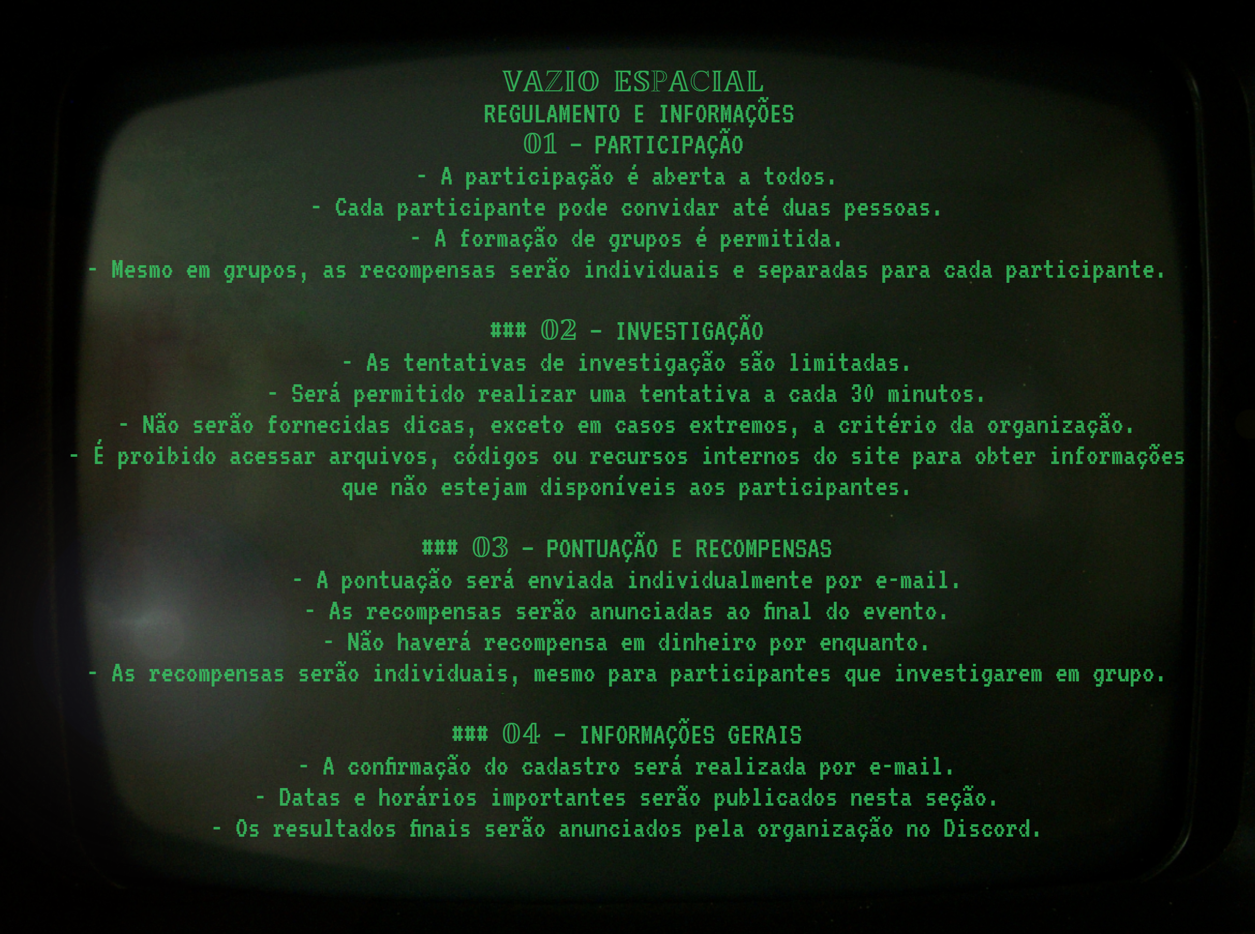 VAZIO ESPACIAL
REGULAMENTO E INFORMAÇÕES
01 - PARTICIPAÇÃO
- A participação é aberta a todos.
- Cada participante pode convidar até duas pessoas.
- A formação de grupos é permitida.
- Mesmo em grupos, as recompensas serão individuais e separadas para cada participante.
### 02 - INVESTIGAÇÃO
- As tentativas de investigação são limitadas.
- Será permitido realizar uma tentativa a cada 30 minutos.
- Não serão fornecidas dicas, exceto em casos extremos, a critério da organização.
- É proibido acessar arquivos, códigos ou recursos internos do site para obter informações
que não estejam disponíveis aos participantes.
### 03 - PONTUAÇÃO E RECOMPENSAS
- A pontuação será enviada individualmente por e-mail.
- As recompensas serão anunciadas ao final do evento.
- Não haverá recompensa em dinheiro por enquanto.
- As recompensas serão individuais, mesmo para participantes que investigarem em grupo.
### 04 - INFORMAÇÕES GERAIS
- A confirmação do cadastro será realizada por e-mail.
- Datas e horários importantes serão publicados nesta seção.
- Os resultados finais serão anunciados pela organização no Discord.